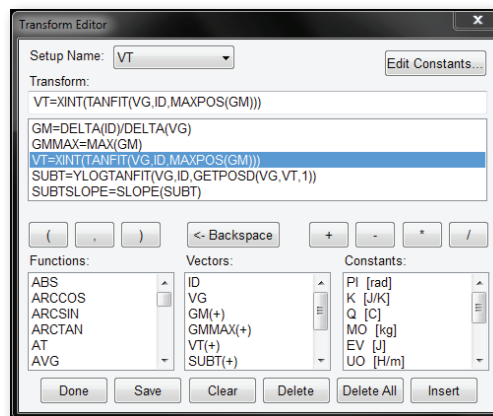 Transform Editor x
Setup Name: VT Edit Constants...
Transform:
VT=XINT(TANFIT(VG,ID,MAXPOS(GM)))
GM=DELTA(ID)/DELTA(VG)
GMMAX=MAX(GM)
VT=XINT(TANFIT(VG,ID,MAXPOS(GM)))
SUBT=YLOGTANFIT(VG,ID,GETPOSD(VG,VT,1))
SUBTSLOPE=SLOPE(SUBT)
( , ) <- Backspace + - * /
Functions: Vectors: Constants:
ABS ID PI [rad]
ARCCOS VG K [J/K]
ARCSIN GM(+) Q [C]
ARCTAN GMMAX(+) MO [kg]
AT VT(+) EV [J]
AVG SUBT(+) UO [H/m]
Done Save Clear Delete Delete All Insert